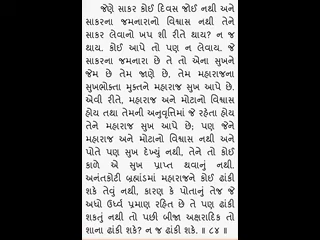 જેણે સાકર કોઈ દિવસ જોઈ નથી અને
સાકરના જમનારાનો વિશ્વાસ નથી તેને
સાકર લેવાનો ખપ શી રીતે થાય? ન જ
થાય. કોઈ આપે તો પણ ન લેવાય. જે
સાકરના જમનારા છે તે તો એના સુખને
જેમ છે તેમ જાણે છે, તેમ મહારાજના
સુખભોક્તા મુક્તને મહારાજ સુખ આપે છે.
એવી રીતે, મહારાજ અને મોટાનો વિશ્વાસ
હોય તથા તેમની અનુવૃત્તિમાં જે રહેતા હોય
તેને મહારાજ સુખ આપે છે; પણ જેને
મહારાજ અને મોટાનો વિશ્વાસ નથી અને
પોતે પણ સુખ દેખ્યું નથી, તેને તો કોઈ
કાળે એ સુખ પ્રાપ્ત થવાનું નથી.
અનંતકોટી બ્રહ્માંડમાં મહારાજને કોઈ ઢાંકી
શકે તેવું નથી, કારણ કે પોતાનું તેજ જે
અધો ઉર્ધ્વ પ્રમાણ રહિત છે તે પણ ઢાંકી
શકતું નથી તો પછી બીજા અક્ષરાદિક તો
શાના ઢાંકી શકે? ન જ ઢાંકી શકે. ॥ ૮૪ ॥